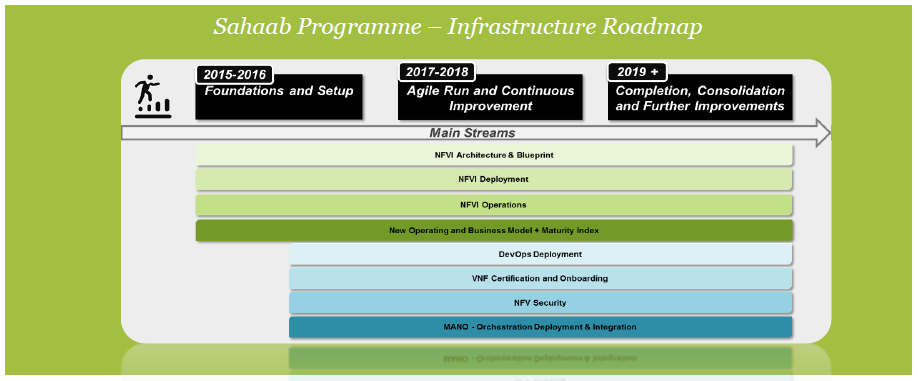 Sahaab Programme – Infrastructure Roadmap
2015-2016
Foundations and Setup
2017-2018
Agile Run and Continuous
Improvement
2019 +
Completion, Consolidation
and Further Improvements
Main Streams
NFVI Architecture & Blueprint
NFVI Deployment
NFVI Operations
New Operating and Business Model + Maturity Index
DevOps Deployment
VNF Certification and Onboarding
NFV Security
MANO - Orchestration Deployment & Integration